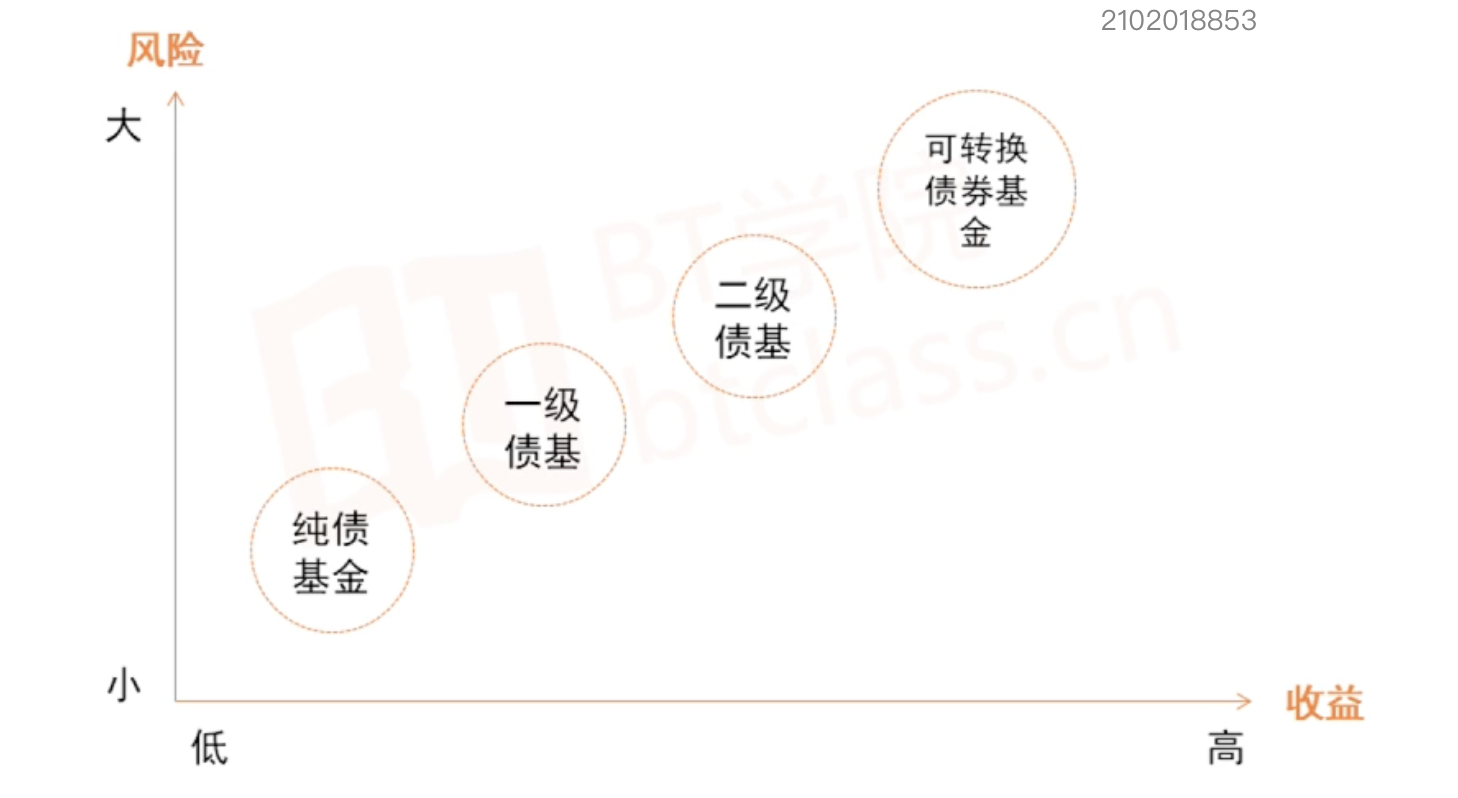 2102018853
风险
大
可转换
债券基
金
二级
债基
一级
债基
纯债
基金
小
收益
低
高
BT学院
btclass.cn